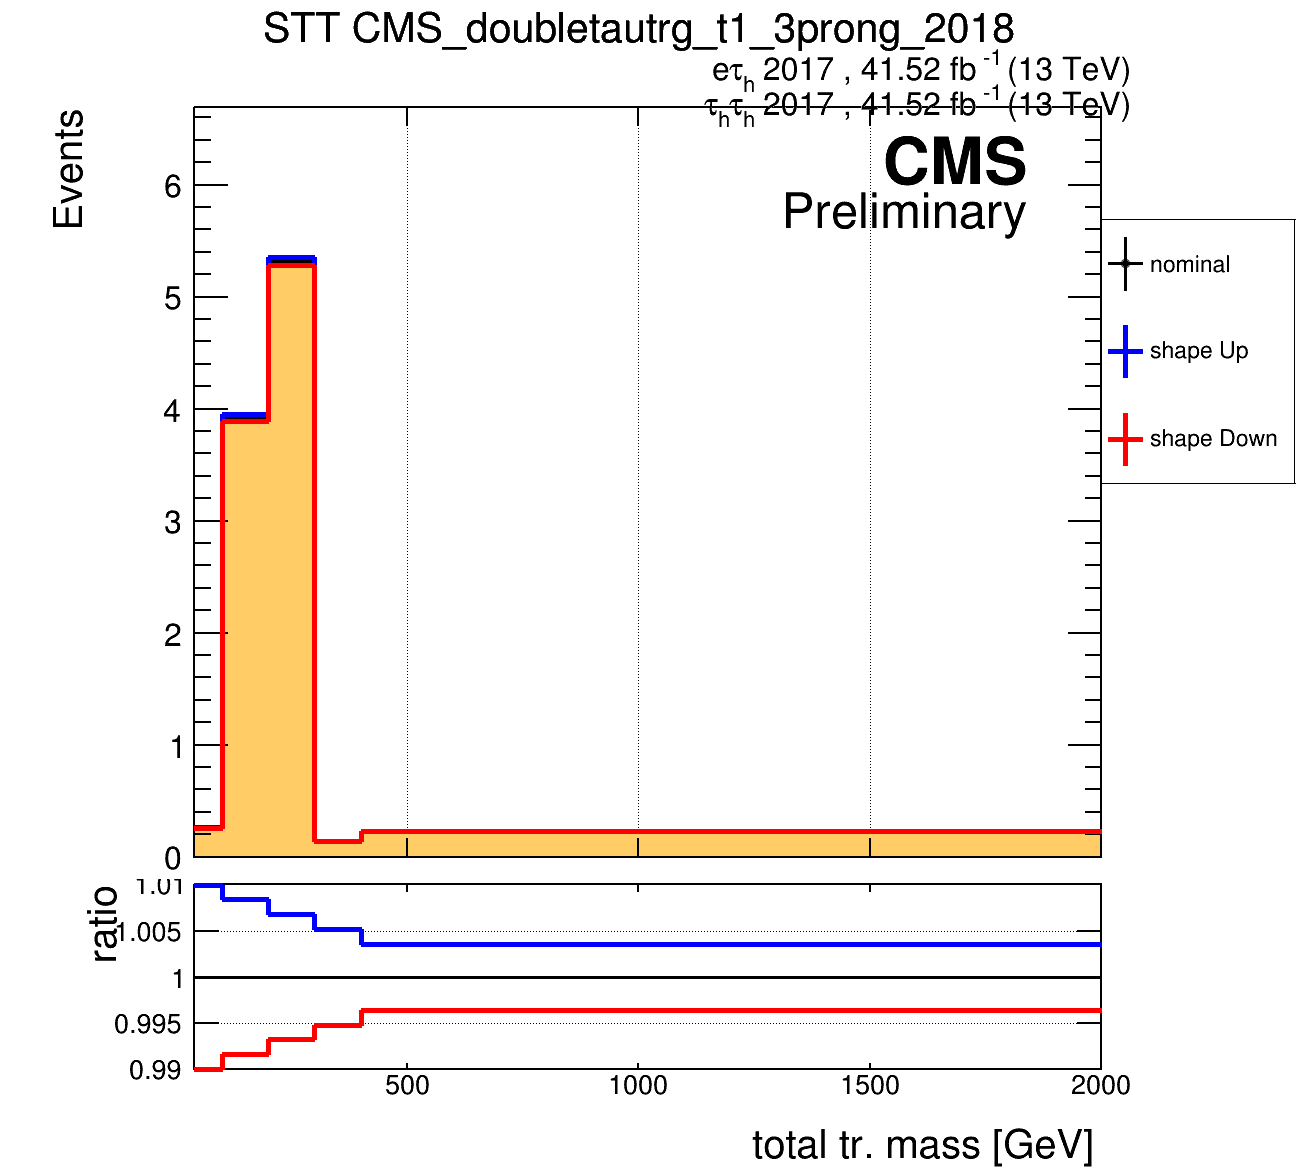 STT CMS_doubletautrg_t1_3prong_2018
eτh 2017 , 41.52 fb -1 (13 TeV)
τhτh 2017 , 41.52 fb -1 (13 TeV)
CMS
Preliminary
Events
6
5
4
3
2
1
0
nominal
shape Up
shape Down
ratio
1.01
1.005
1
0.995
0.99
500 1000 1500 2000
total tr. mass [GeV]